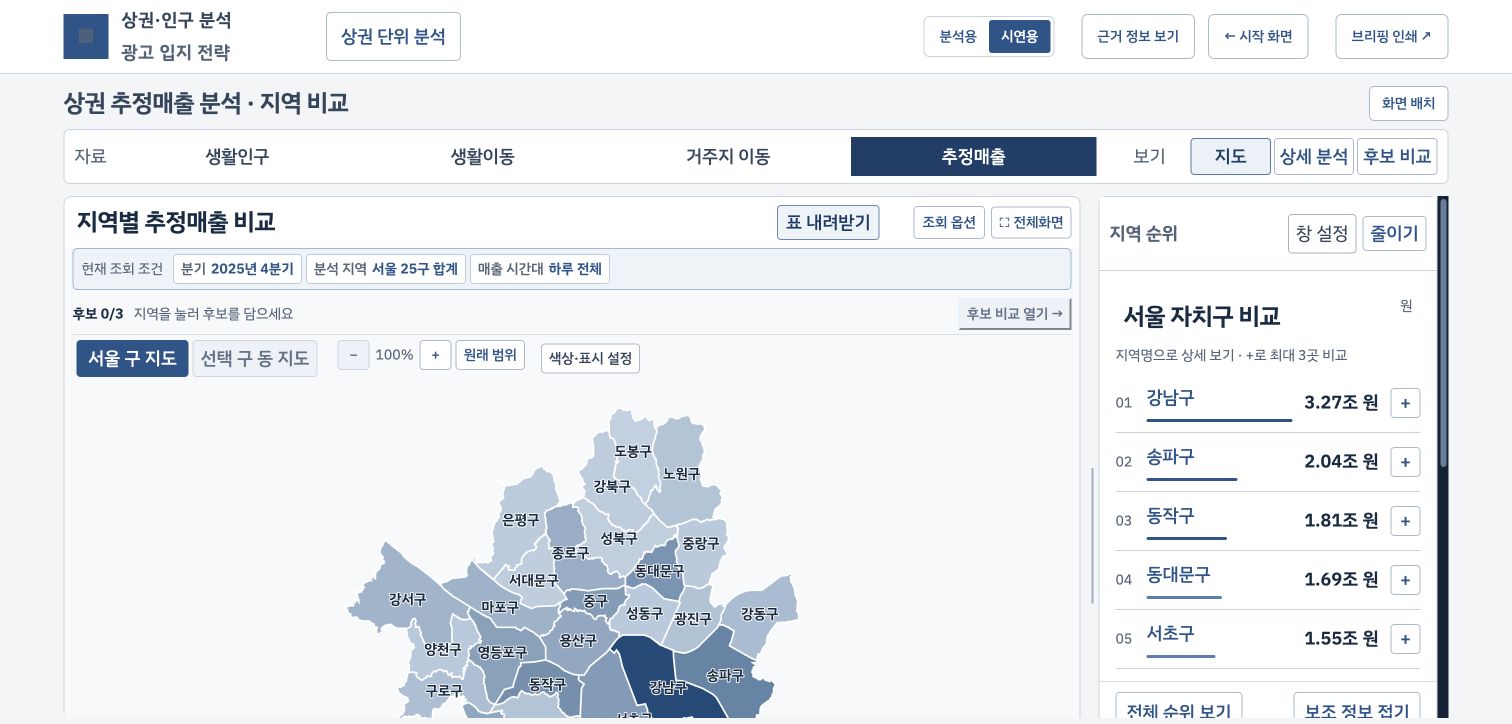 상권·인구 분석
광고 입지 전략
상권 단위 분석
분석용 시연용
근거 정보 보기
← 시작 화면
브리핑 인쇄 ↗
상권 추정매출 분석 · 지역 비교
화면 배치
자료 생활인구 생활이동 거주지 이동 추정매출 보기 지도 상세 분석 후보 비교
지역별 추정매출 비교
표 내려받기
조회 옵션
전체화면
현재 조회 조건 분기 2025년 4분기 분석 지역 서울 25구 합계 매출 시간대 하루 전체
후보 0/3 지역을 눌러 후보를 담으세요
후보 비교 열기 →
서울 구 지도 선택 구 동 지도 − 100% + 원래 범위 색상·표시 설정
도봉구
노원구
강북구
은평구
성북구
중랑구
종로구
동대문구
서대문구
강서구
중구
마포구
성동구
강동구
광진구
용산구
양천구
영등포구
송파구
동작구
강남구
구로구
서초구
지역 순위
창 설정
줄이기
원
서울 자치구 비교
지역명으로 상세 보기 · +로 최대 3곳 비교
01 강남구 3.27조 원 +
02 송파구 2.04조 원 +
03 동작구 1.81조 원 +
04 동대문구 1.69조 원 +
05 서초구 1.55조 원 +
전체 순위 보기
보조 정보 접기